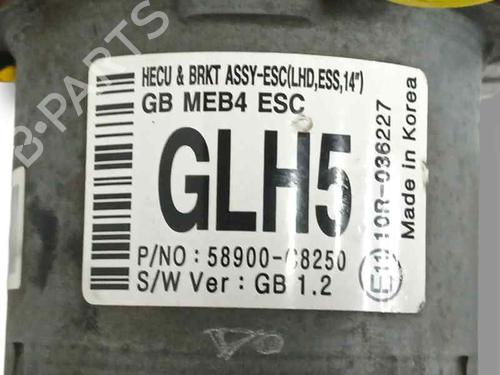 HECU & BRKT ASSY-ESC(LHD,ESS,14")
GB MEB4 ESC
GLH5
P/NO : 58900-C8250
S/W Ver : GB 1.2
E11 10R-036227
Made in Korea
B-PARTS